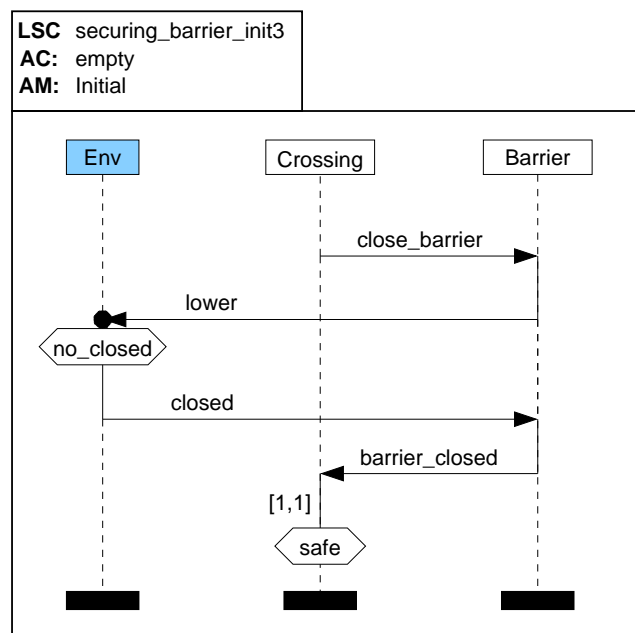 LSC securing_barrier_init3
AC: empty
AM: Initial
Env
Crossing
Barrier
close_barrier
lower
no_closed
closed
barrier_closed
[1,1]
safe